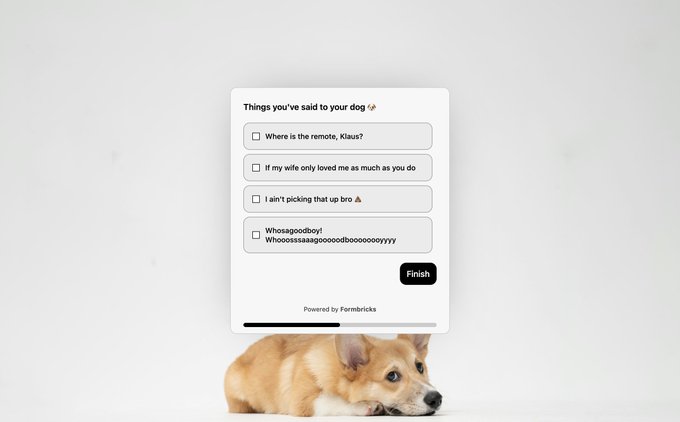 Things you've said to your dog 🐶
Where is the remote, Klaus?
If my wife only loved me as much as you do
I ain't picking that up bro 💩
Whosagoodboy!
Whooosssaaagooooodboooooooyyyy
Finish
Powered by Formbricks